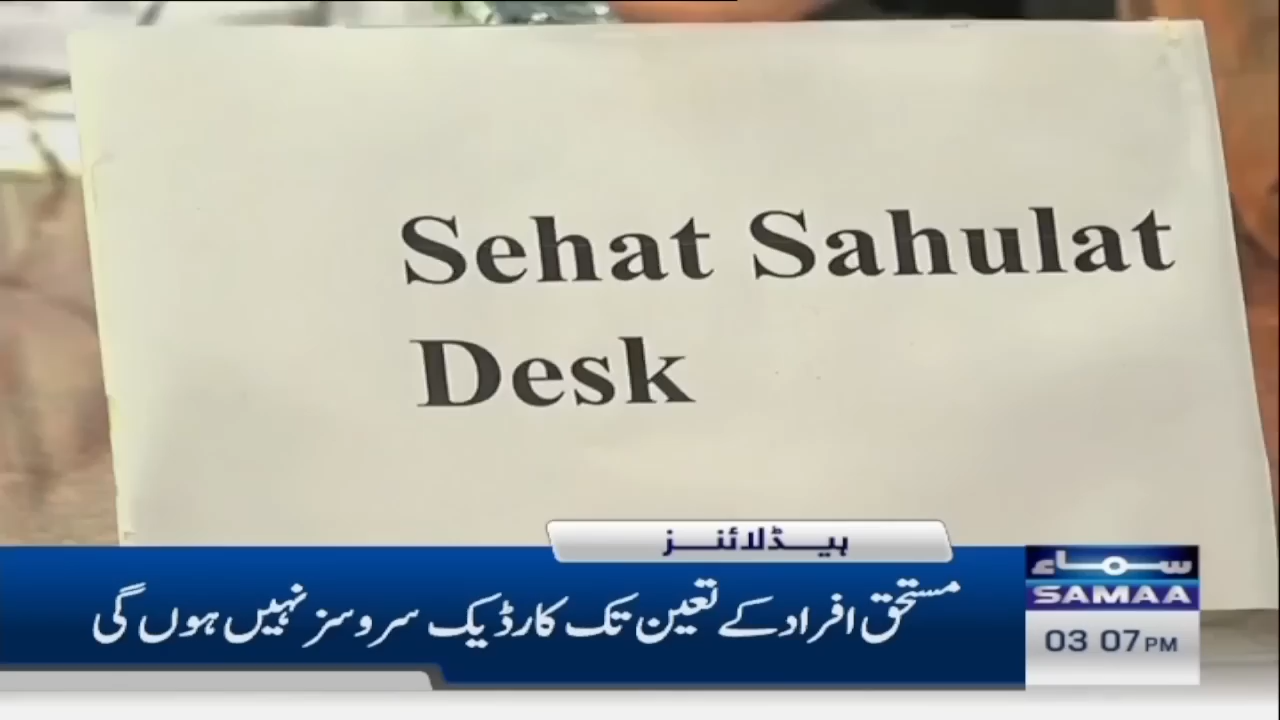 Sehat Sahulat
Desk
ہیڈلائنز
مستحق افراد کے تعین تک کارڈیک سروسز نہیں ہوں گی
سماء
SAMAA
03 07 PM